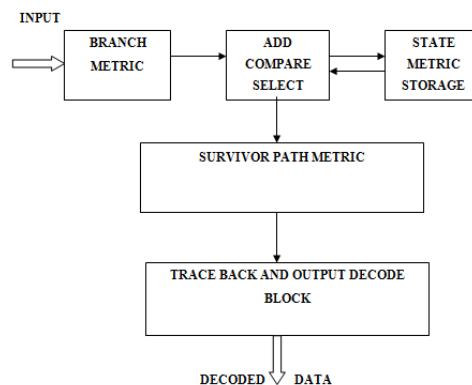 INPUT
BRANCH
METRIC
ADD
COMPARE
SELECT
STATE
METRIC
STORAGE
SURVIVOR PATH METRIC
TRACE BACK AND OUTPUT DECODE
BLOCK
DECODED DATA